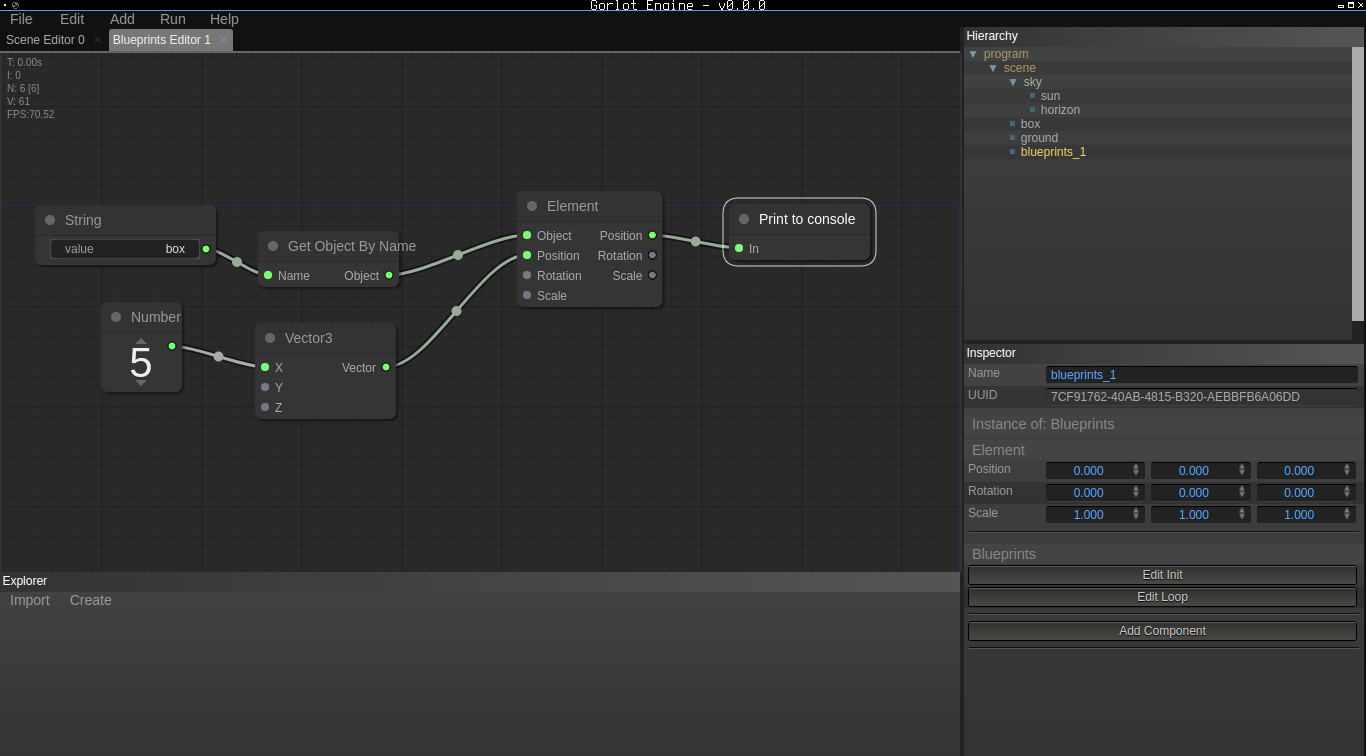 Gorlot Engine - v0.0.0
File Edit Add Run Help
Scene Editor 0 × Blueprints Editor 1 ×
T: 0.00s
I: 0
N: 6 [6]
V: 61
FPS:70.52
String
value box
Get Object By Name
Name Object
Number
5
Vector3
X Vector
Y
Z
Element
Object Position
Position Rotation
Rotation Scale
Scale
Print to console
In
Explorer
Import Create
Hierarchy
program
scene
sky
sun
horizon
box
ground
blueprints_1
Inspector
Name blueprints_1
UUID 7CF91762-40AB-4815-B320-AEBBFB6A06DD
Instance of: Blueprints
Element
Position 0.000 0.000 0.000
Rotation 0.000 0.000 0.000
Scale 1.000 1.000 1.000
Blueprints
Edit Init
Edit Loop
Add Component